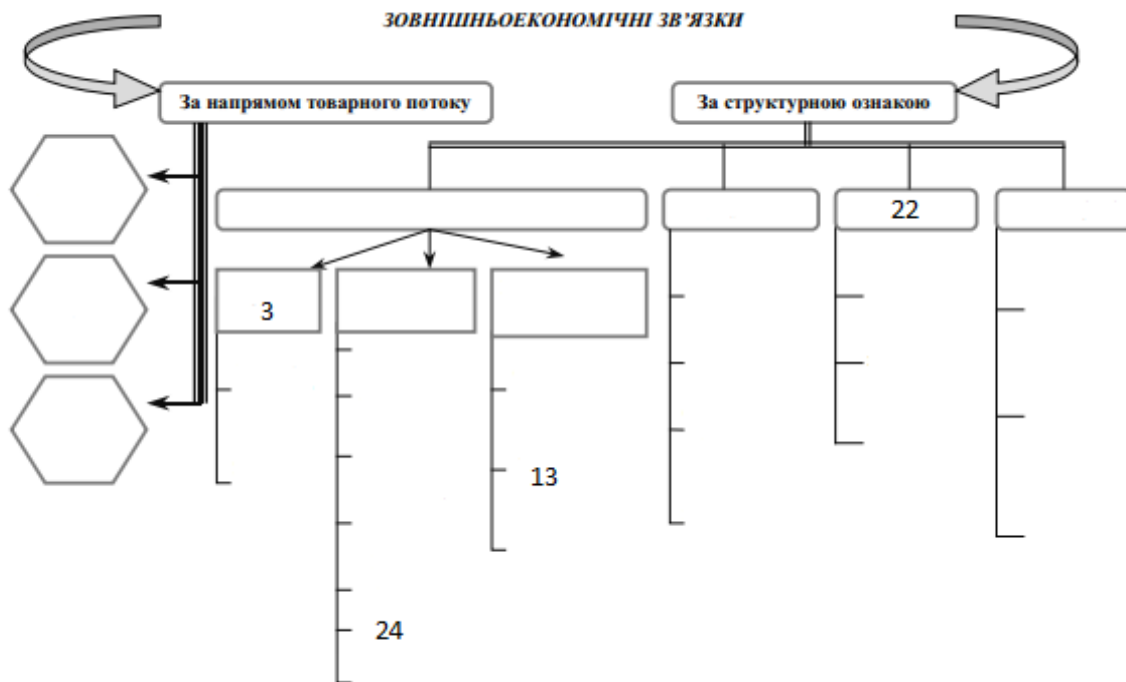 ЗОВНІШНЬОЕКОНОМІЧНІ ЗВ’ЯЗКИ
За напрямом товарного потоку
За структурною ознакою
22
3
13
24